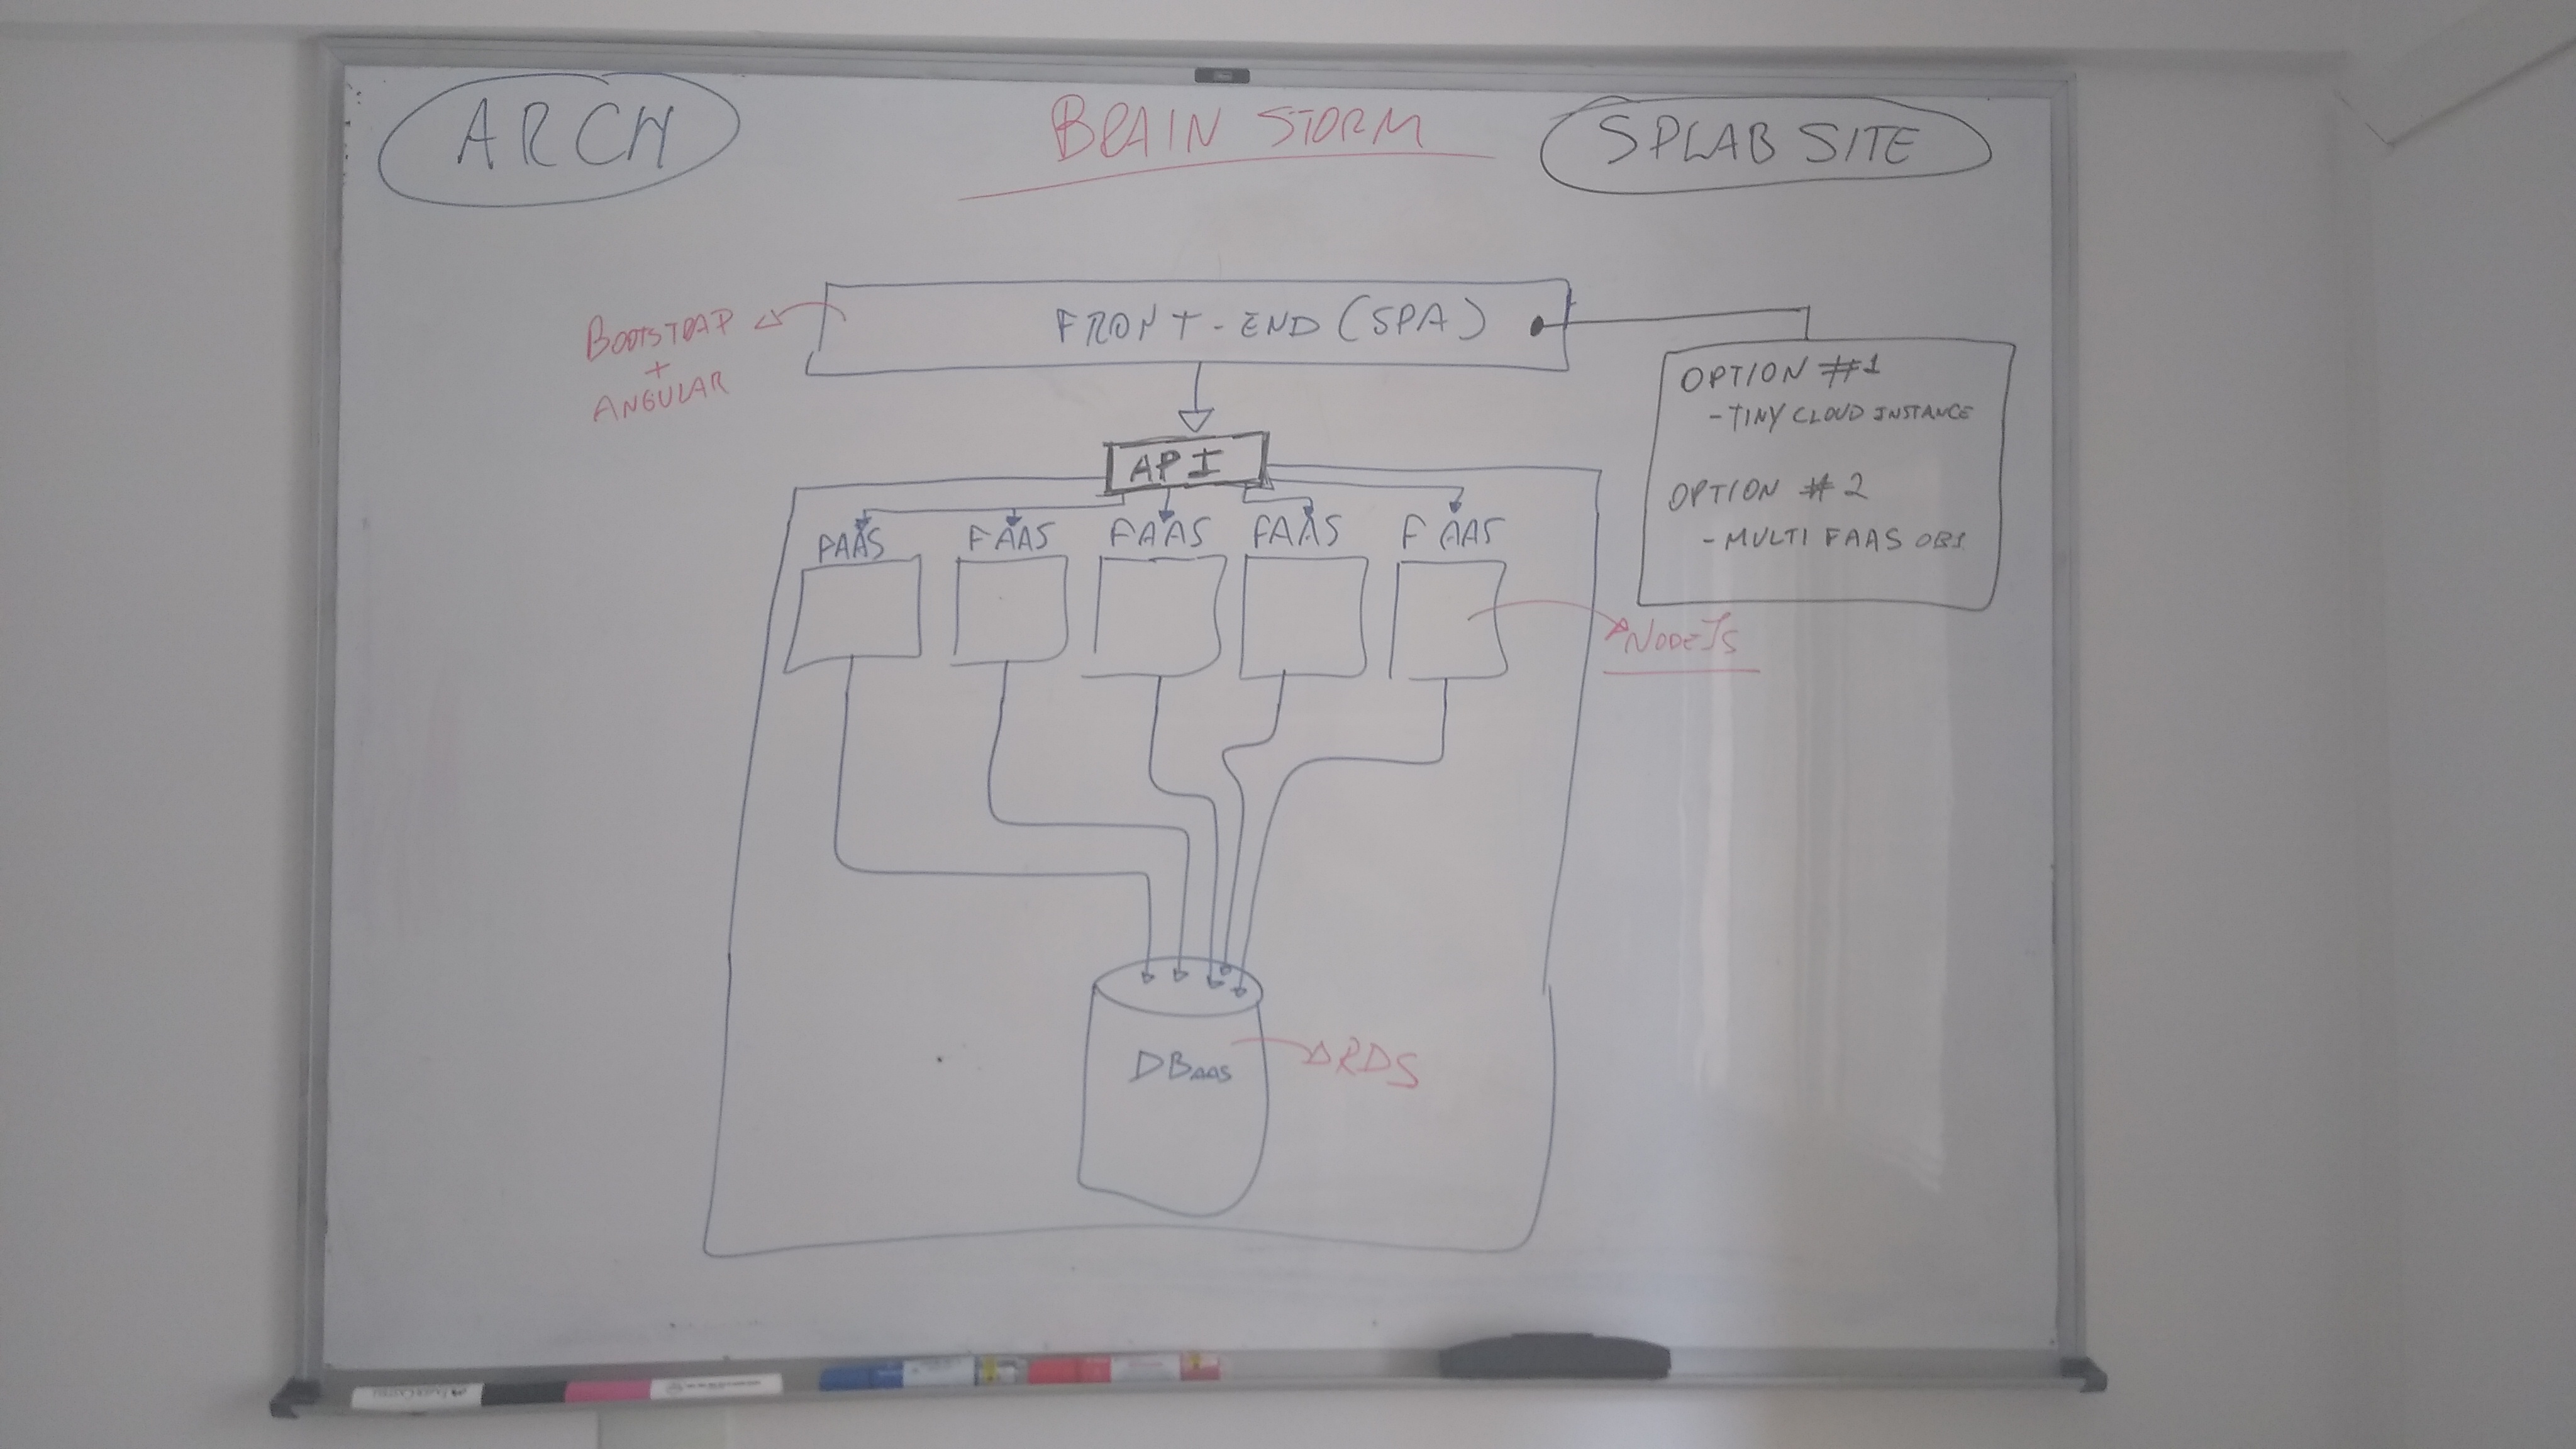 ARCH
BRAIN STORM
SPLAB SITE
BOOTSTRAP
+
ANGULAR
FRONT-END (SPA)
OPTION #1
- TINY CLOUD INSTANCE
OPTION #2
- MULTI FAAS OBJ
API
FAAS FAAS FAAS FAAS FAAS
NODEJS
DBAAS
RDS